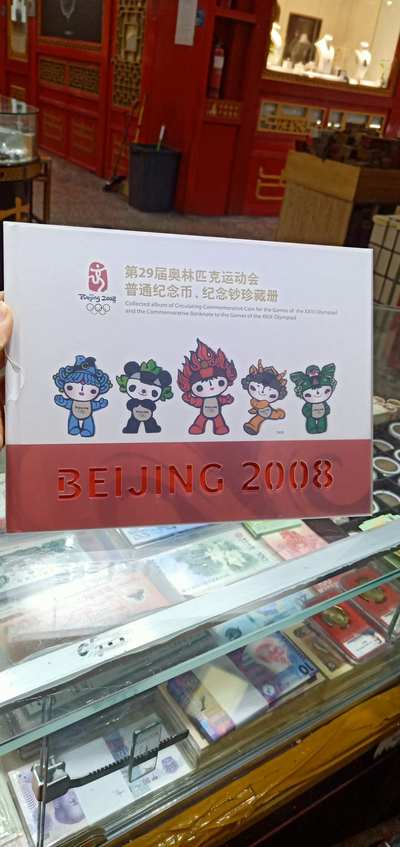 Beijing 2008
第29届奥林匹克运动会
普通纪念币、纪念钞珍藏册
Collected album of Circulating Commemorative Coin for the Games of the XXIX Olympiad
and the Commemorative Banknote to the Games of the XXIX Olympiad
BEIJING 2008
10